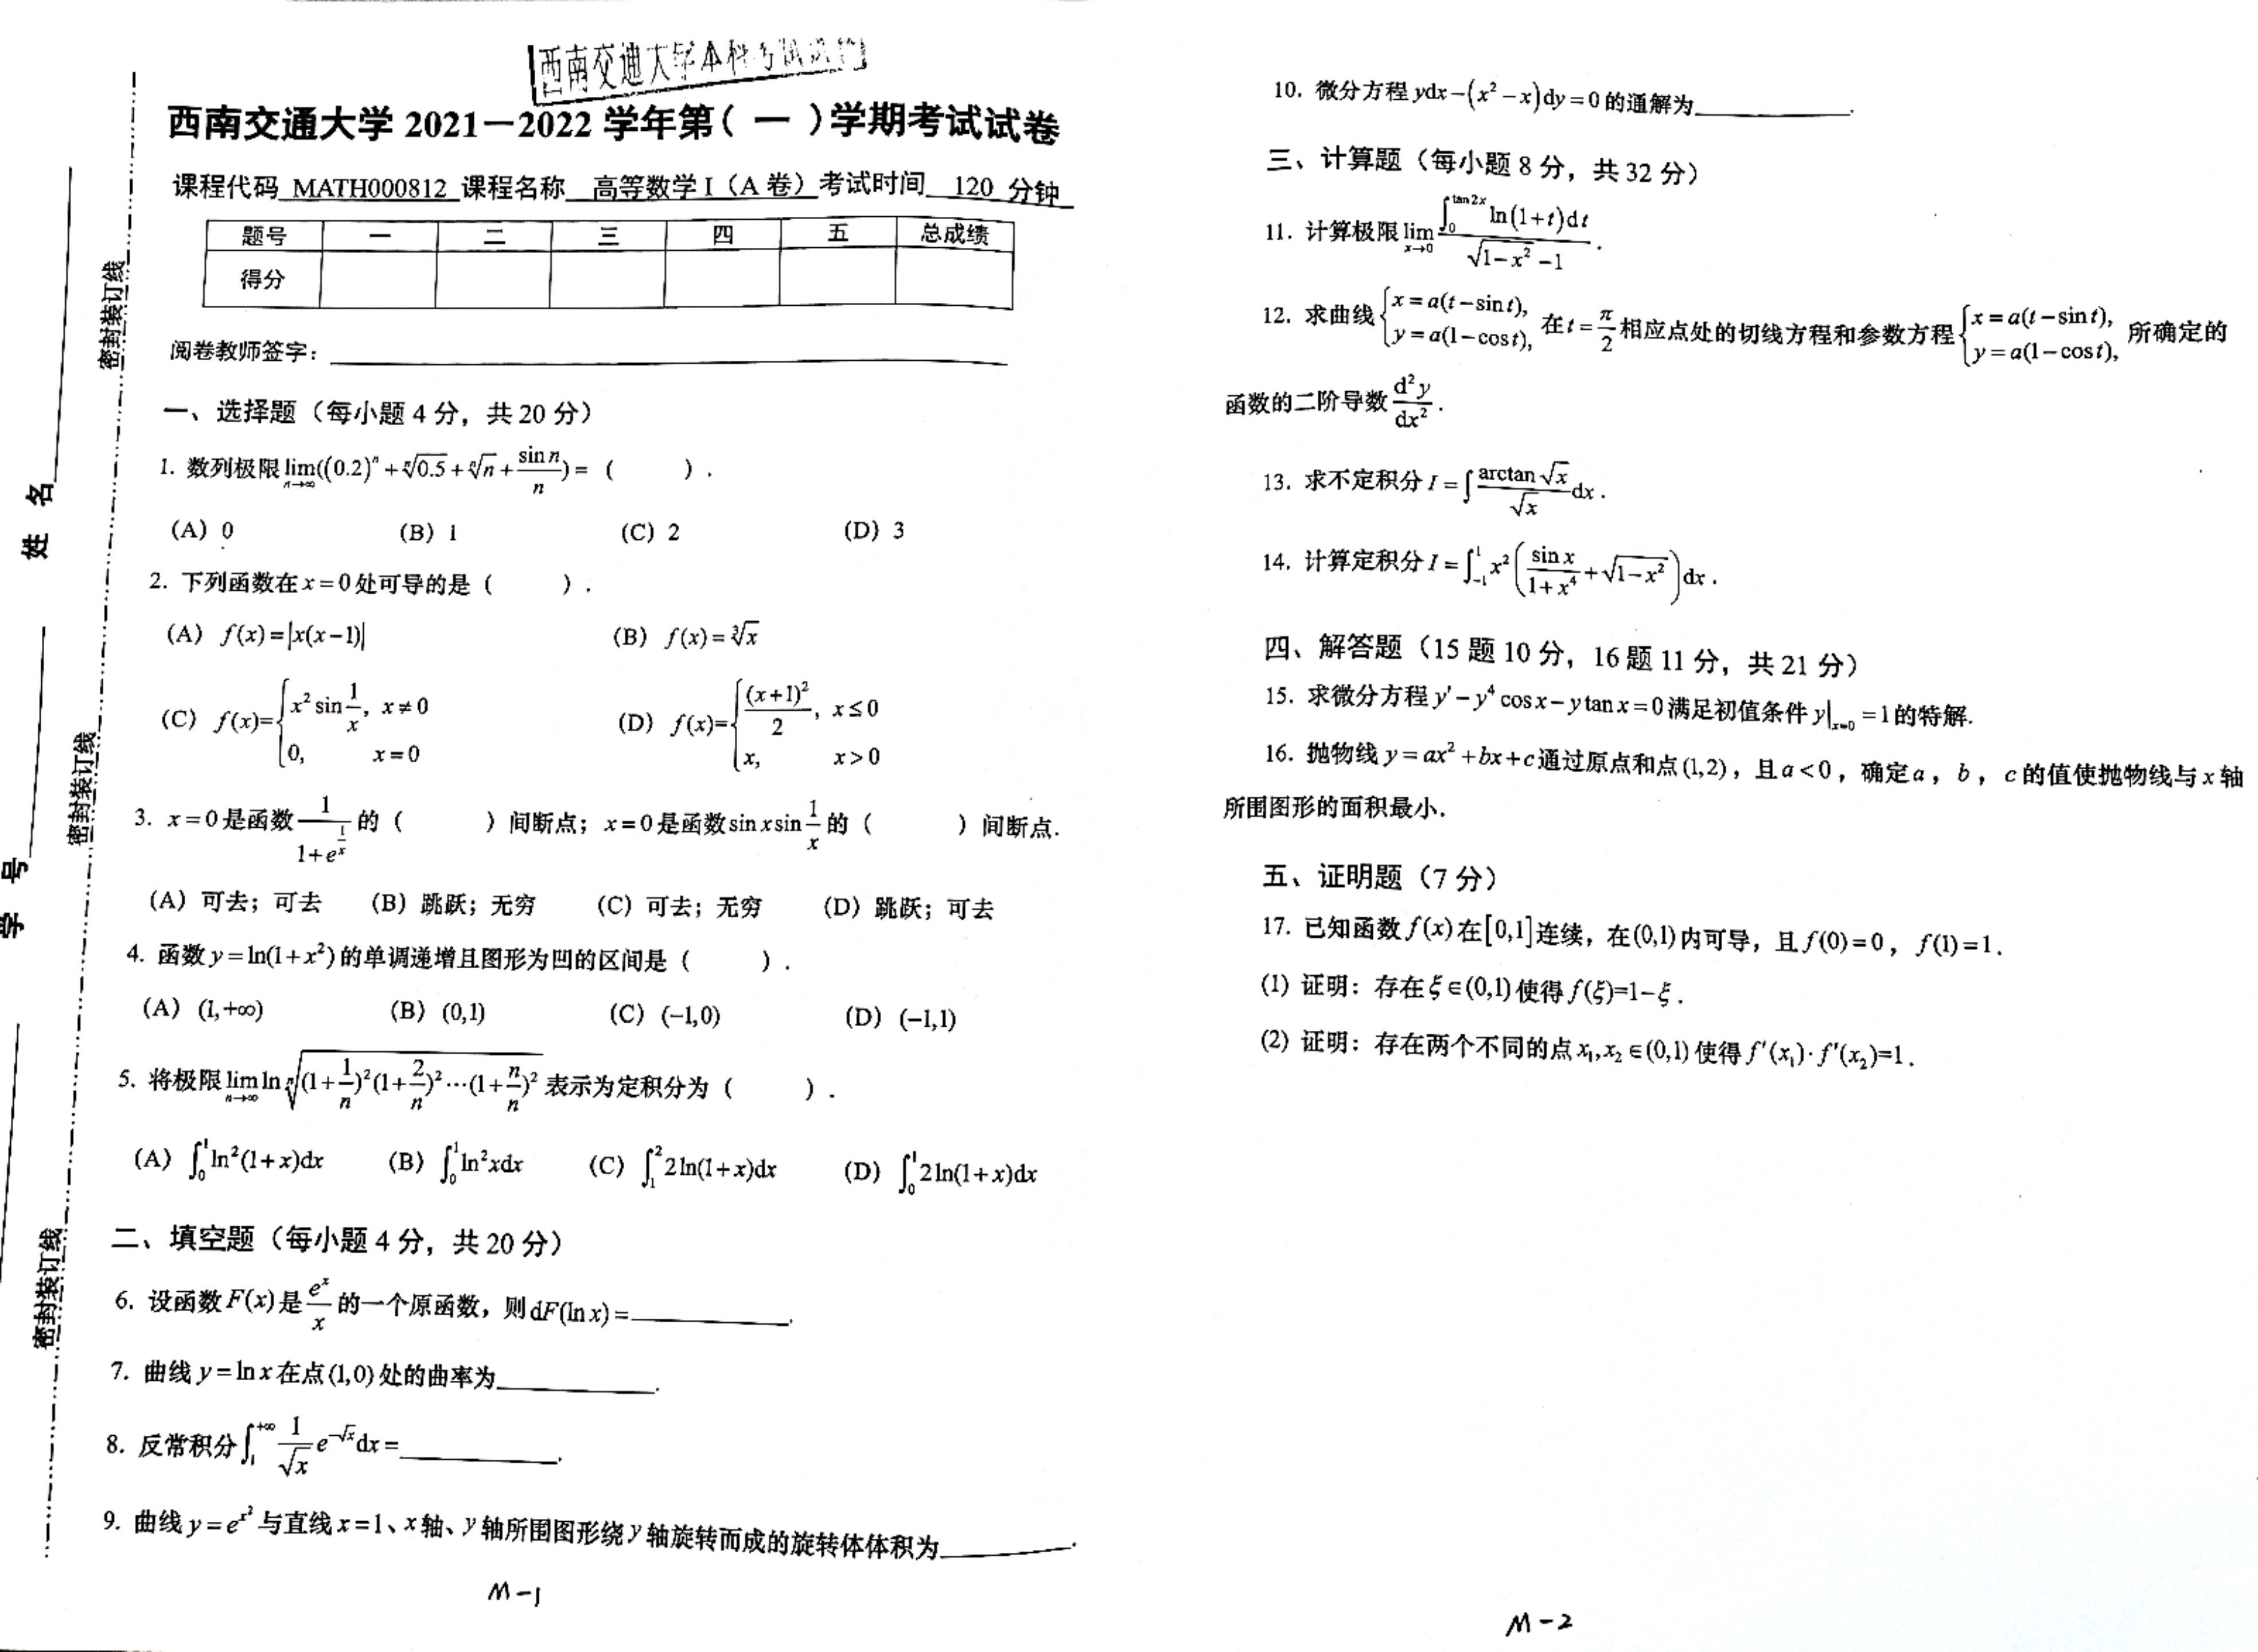 西南交通大学本科考试试卷
西南交通大学 2021－2022 学年第（ 一 ）学期考试试卷
课程代码 MATH000812 课程名称 高等数学 I（A 卷）考试时间 120 分钟
题号 一 二 三 四 五 总成绩
得分
阅卷教师签字：
一、选择题（每小题 4 分，共 20 分）
1. 数列极限 $\lim_{n\to\infty}((0.2)^n+\sqrt[n]{0.5}+\sqrt[n]{n}+\frac{\sin n}{n})=$（ ）.
(A) 0 (B) 1 (C) 2 (D) 3
2. 下列函数在 $x=0$ 处可导的是（ ）.
(A) $f(x)=|x(x-1)|$ (B) $f(x)=\sqrt[3]{x}$
(C) $f(x)=\begin{cases}x^2\sin\frac{1}{x}, & x\neq 0\\0, & x=0\end{cases}$ (D) $f(x)=\begin{cases}\frac{(x+1)^2}{2}, & x\le 0\\x, & x>0\end{cases}$
3. $x=0$ 是函数 $\frac{1}{1+e^{\frac{1}{x}}}$ 的（ ）间断点；$x=0$ 是函数 $\sin x\sin\frac{1}{x}$ 的（ ）间断点.
(A) 可去；可去 (B) 跳跃；无穷 (C) 可去；无穷 (D) 跳跃；可去
4. 函数 $y=\ln(1+x^2)$ 的单调递增且图形为凹的区间是（ ）.
(A) $(1,+\infty)$ (B) $(0,1)$ (C) $(-1,0)$ (D) $(-1,1)$
5. 将极限 $\lim_{n\to\infty}\ln\sqrt[n]{(1+\frac{1}{n})^2(1+\frac{2}{n})^2\cdots(1+\frac{n}{n})^2}$ 表示为定积分为（ ）.
(A) $\int_0^1\ln^2(1+x)dx$ (B) $\int_0^1\ln^2xdx$ (C) $\int_1^2 2\ln(1+x)dx$ (D) $\int_0^1 2\ln(1+x)dx$
二、填空题（每小题 4 分，共 20 分）
6. 设函数 $F(x)$ 是 $\frac{e^x}{x}$ 的一个原函数，则 $dF(\ln x)=$ .
7. 曲线 $y=\ln x$ 在点 $(1,0)$ 处的曲率为 .
8. 反常积分 $\int_1^{+\infty}\frac{1}{\sqrt{x}}e^{-\sqrt{x}}dx=$ .
9. 曲线 $y=e^{x^2}$ 与直线 $x=1$、$x$ 轴、$y$ 轴所围图形绕 $y$ 轴旋转而成的旋转体体积为 .
M-1
密封装订线
密封装订线
密封装订线
姓 名
学 号
10. 微分方程 $ydx-(x^2-x)dy=0$ 的通解为 .
三、计算题（每小题 8 分，共 32 分）
11. 计算极限 $\lim_{x\to 0}\frac{\int_0^{\tan 2x}\ln(1+t)dt}{\sqrt{1-x^2}-1}$ .
12. 求曲线 $\begin{cases}x=a(t-\sin t),\\y=a(1-\cos t),\end{cases}$ 在 $t=\frac{\pi}{2}$ 相应点处的切线方程和参数方程 $\begin{cases}x=a(t-\sin t),\\y=a(1-\cos t),\end{cases}$ 所确定的
函数的二阶导数 $\frac{d^2y}{dx^2}$ .
13. 求不定积分 $I=\int\frac{\arctan\sqrt{x}}{\sqrt{x}}dx$ .
14. 计算定积分 $I=\int_{-1}^1x^2\left(\frac{\sin x}{1+x^4}+\sqrt{1-x^2}\right)dx$ .
四、解答题（15 题 10 分，16 题 11 分，共 21 分）
15. 求微分方程 $y'-y^4\cos x-y\tan x=0$ 满足初值条件 $y|_{x=0}=1$ 的特解.
16. 抛物线 $y=ax^2+bx+c$ 通过原点和点 $(1,2)$，且 $a<0$，确定 $a$，$b$，$c$ 的值使抛物线与 $x$ 轴
所围图形的面积最小.
五、证明题（7 分）
17. 已知函数 $f(x)$ 在 $[0,1]$ 连续，在 $(0,1)$ 内可导，且 $f(0)=0$，$f(1)=1$.
(1) 证明：存在 $\xi\in(0,1)$ 使得 $f(\xi)=1-\xi$ .
(2) 证明：存在两个不同的点 $x_1,x_2\in(0,1)$ 使得 $f'(x_1)\cdot f'(x_2)=1$ .
M-2